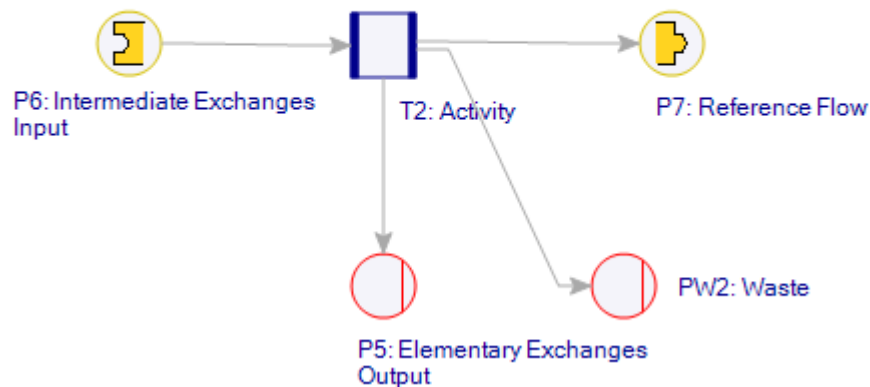 P6: Intermediate Exchanges
Input
T2: Activity
P7: Reference Flow
PW2: Waste
P5: Elementary Exchanges
Output